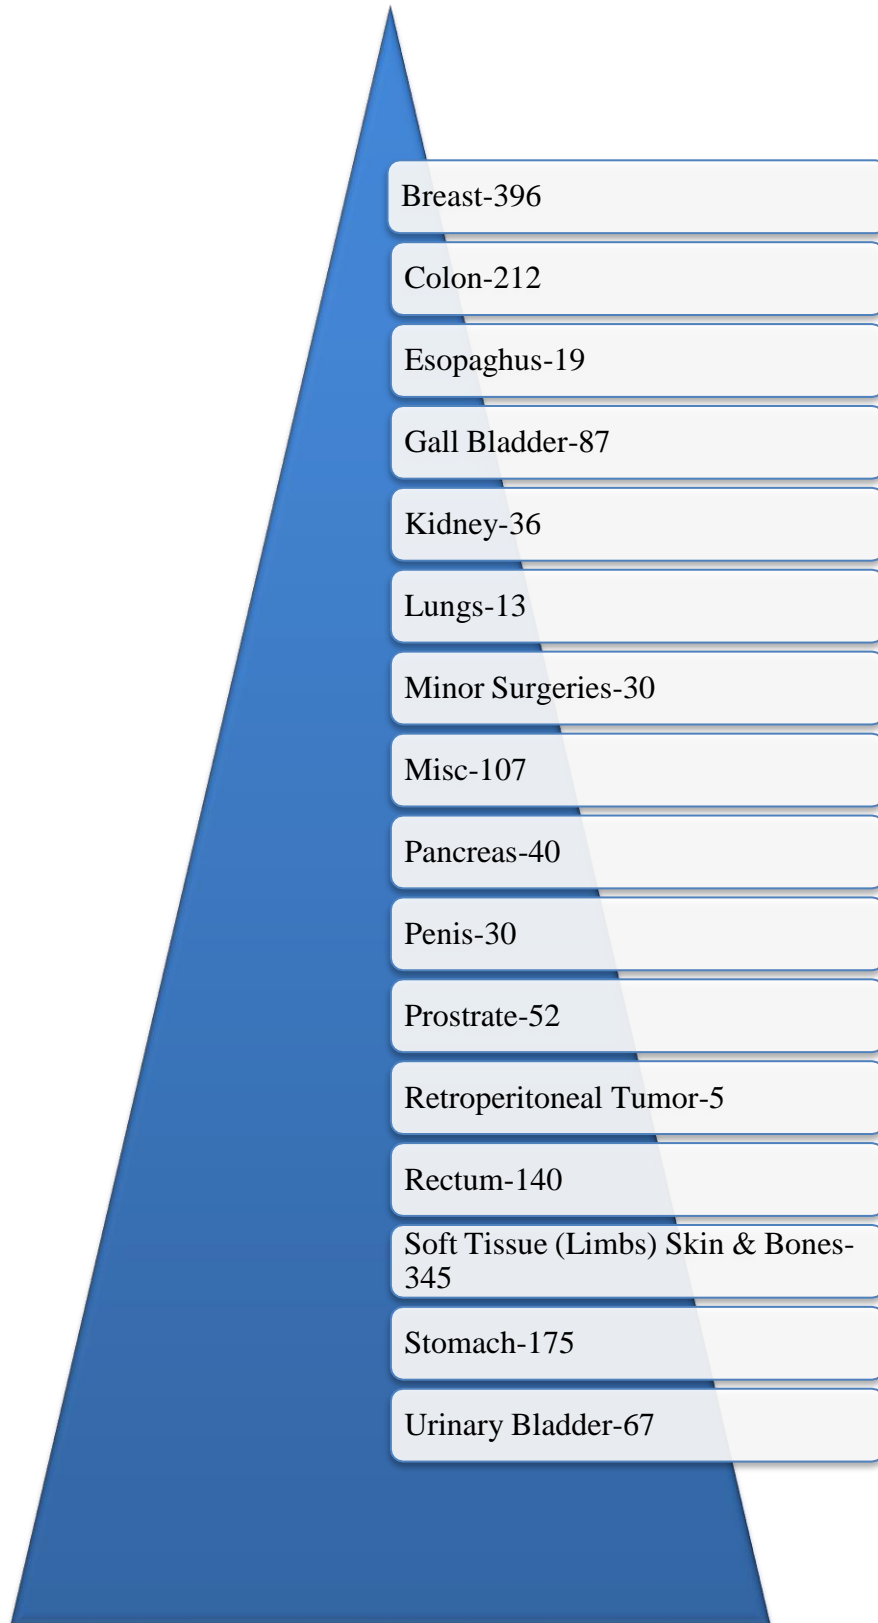 Breast-396
Colon-212
Esopaghus-19
Gall Bladder-87
Kidney-36
Lungs-13
Minor Surgeries-30
Misc-107
Pancreas-40
Penis-30
Prostrate-52
Retroperitoneal Tumor-5
Rectum-140
Soft Tissue (Limbs) Skin & Bones-
345
Stomach-175
Urinary Bladder-67